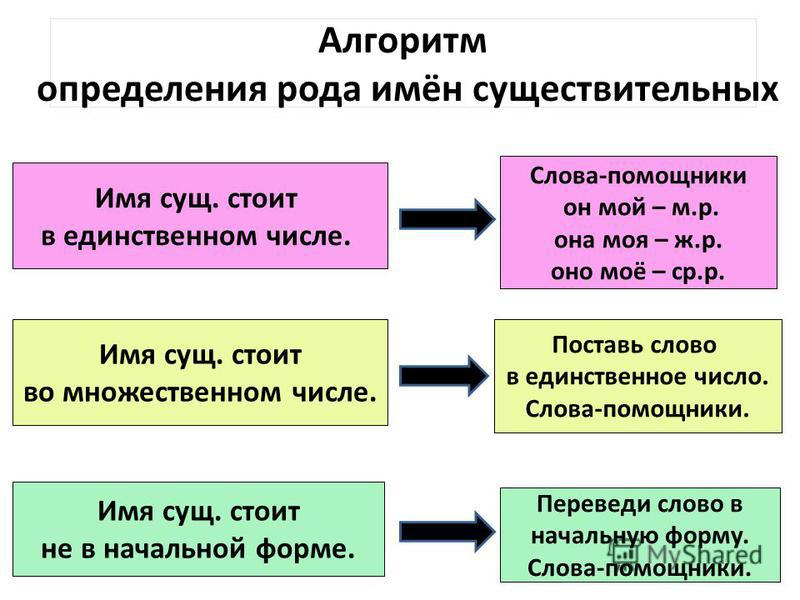 Алгоритм
определения рода имён существительных
Имя сущ. стоит
в единственном числе.
Слова-помощники
он мой – м.р.
она моя – ж.р.
оно моё – ср.р.
Имя сущ. стоит
во множественном числе.
Поставь слово
в единственное число.
Слова-помощники.
Имя сущ. стоит
не в начальной форме.
Переведи слово в
начальную форму.
Слова-помощники.
MyShared